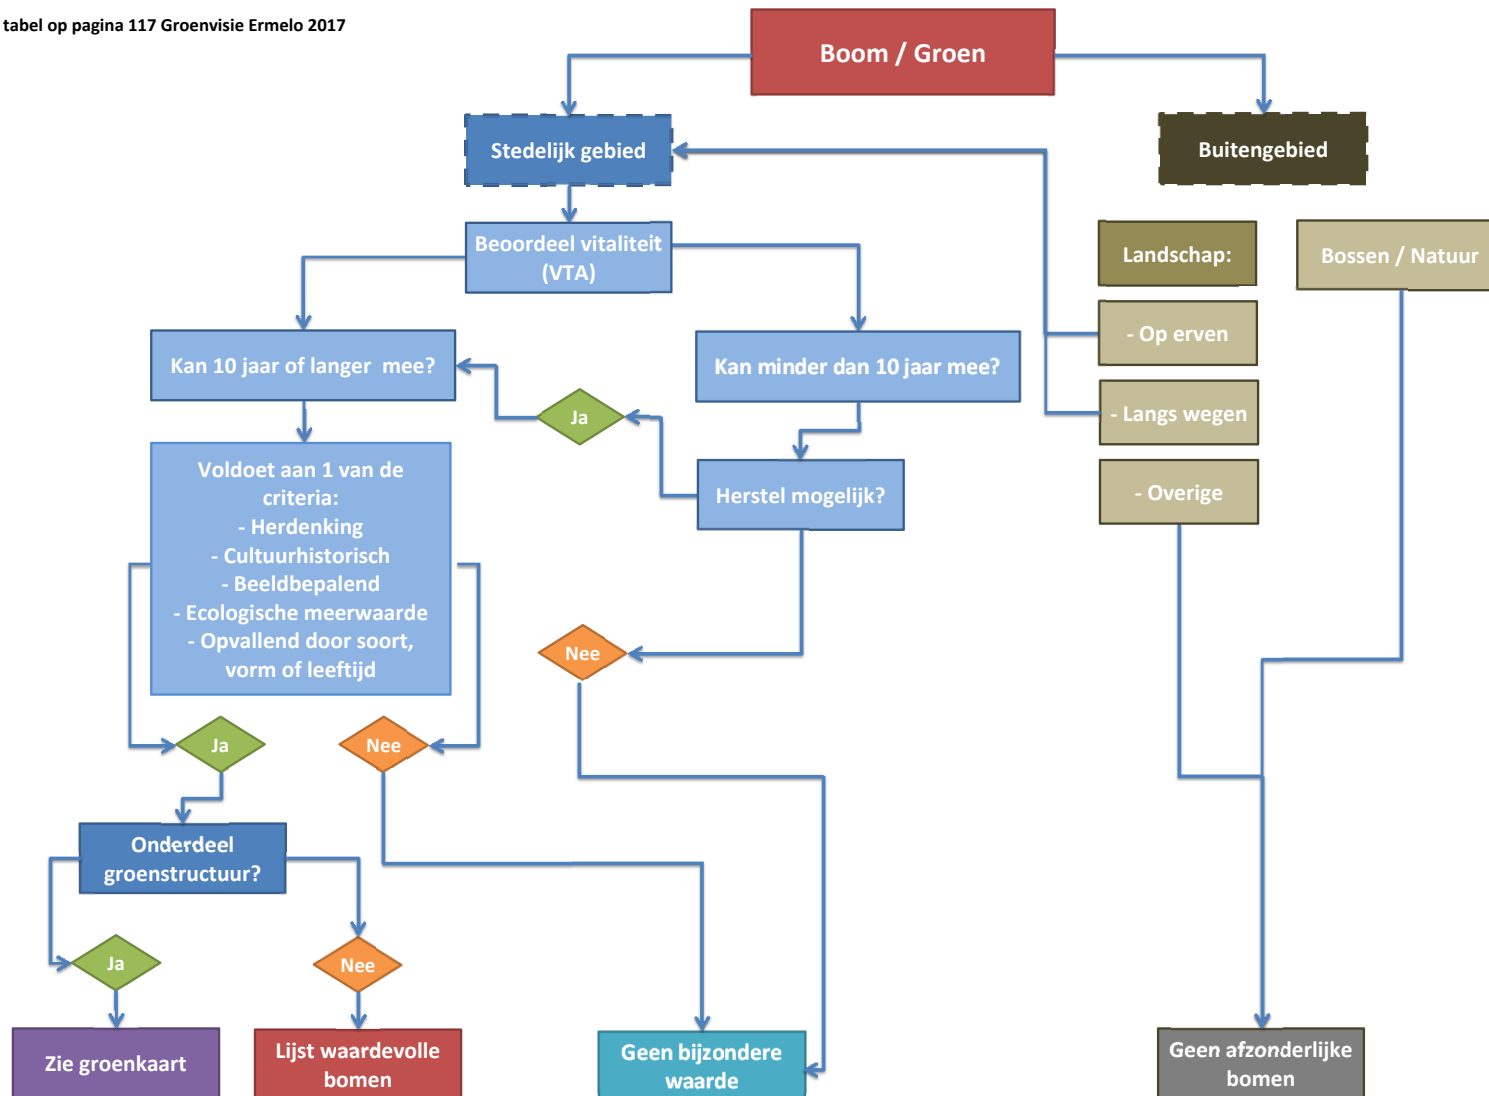 tabel op pagina 117 Groenvisie Ermelo 2017
Boom / Groen
Stedelijk gebied
Buitengebied
Beoordeel vitaliteit
(VTA)
Landschap:
Bossen / Natuur
- Op erven
Kan 10 jaar of langer  mee?
Kan minder dan 10 jaar mee?
Ja
- Langs wegen
Voldoet aan 1 van de
criteria:
- Herdenking
- Cultuurhistorisch
- Beeldbepalend
- Ecologische meerwaarde
- Opvallend door soort,
vorm of leeftijd
Herstel mogelijk?
- Overige
Nee
Ja
Nee
Onderdeel
groenstructuur?
Ja
Nee
Zie groenkaart
Lijst waardevolle
bomen
Geen bijzondere
waarde
Geen afzonderlijke
bomen